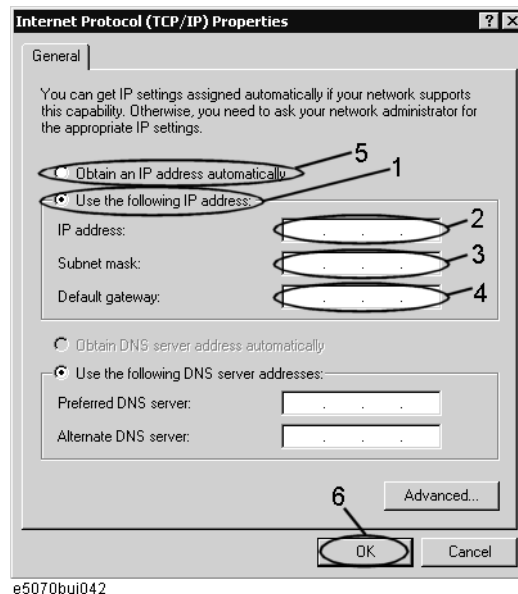 Internet Protocol (TCP/IP) Properties
General
You can get IP settings assigned automatically if your network supports
this capability. Otherwise, you need to ask your network administrator for
the appropriate IP settings.
5
Obtain an IP address automatically
1
Use the following IP address:
IP address:
2
Subnet mask:
3
Default gateway:
4
Obtain DNS server address automatically
Use the following DNS server addresses:
Preferred DNS server:
Alternate DNS server:
6
Advanced...
OK
Cancel
e5070bui042